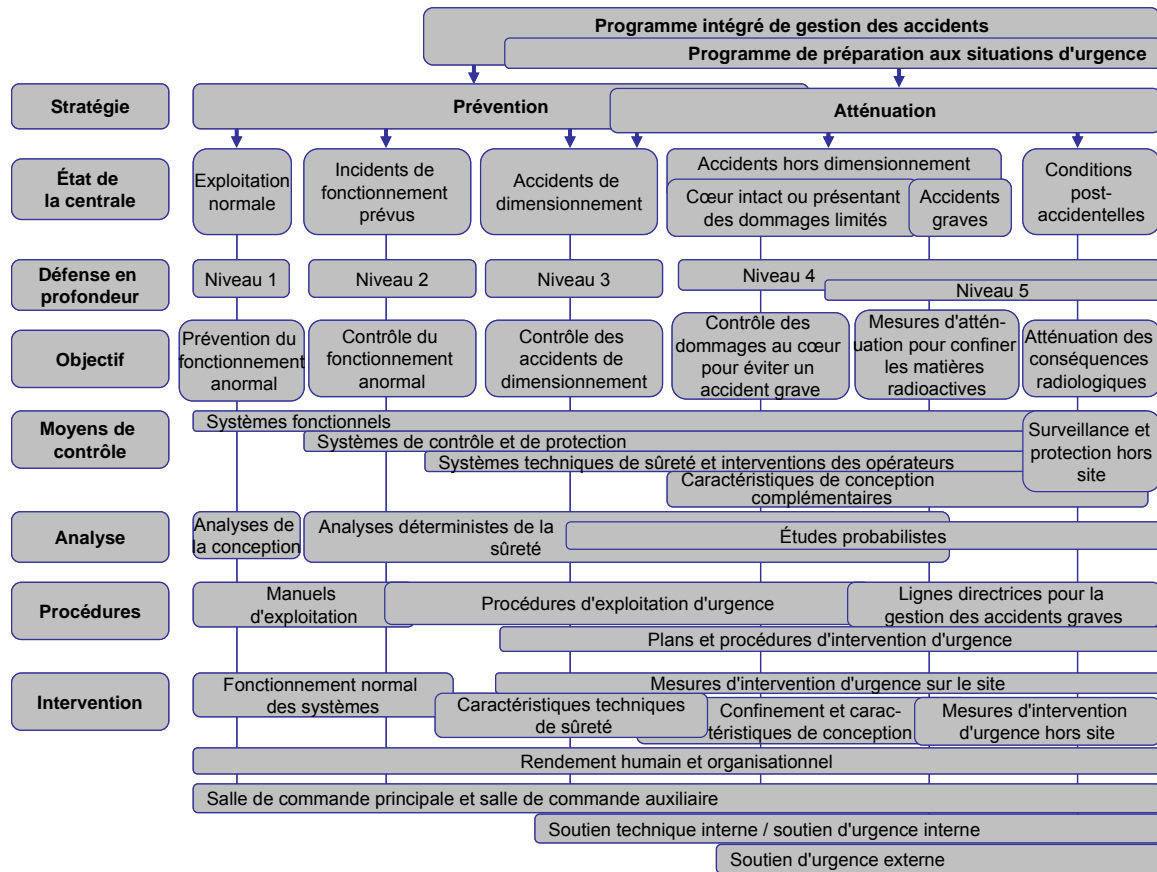 Programme intégré de gestion des accidents
Programme de préparation aux situations d'urgence
Stratégie
Prévention
Atténuation
État de
la centrale
Exploitation
normale
Incidents de
fonctionnement
prévus
Accidents de
dimensionnement
Accidents hors dimensionnement
Cœur intact ou présentant
des dommages limités
Accidents
graves
Conditions
post-
accidentelles
Défense en
profondeur
Niveau 1
Niveau 2
Niveau 3
Niveau 4
Niveau 5
Objectif
Prévention du
fonctionnement
anormal
Contrôle du
fonctionnement
anormal
Contrôle des
accidents de
dimensionnement
Contrôle des
dommages au cœur
pour éviter un
accident grave
Mesures d'attén-
uation pour confiner
les matières
radioactives
Atténuation des
conséquences
radiologiques
Moyens de
contrôle
Systèmes fonctionnels
Systèmes de contrôle et de protection
Systèmes techniques de sûreté et interventions des opérateurs
Caractéristiques de conception
complémentaires
Surveillance et
protection hors
site
Analyse
Analyses de
la conception
Analyses déterministes de la
sûreté
Études probabilistes
Procédures
Manuels
d'exploitation
Procédures d'exploitation d'urgence
Lignes directrices pour la
gestion des accidents graves
Plans et procédures d'intervention d'urgence
Intervention
Fonctionnement normal
des systèmes
Mesures d'intervention d'urgence sur le site
Caractéristiques techniques
de sûreté
Confinement et carac-
téristiques de conception
Mesures d'intervention
d'urgence hors site
Rendement humain et organisationnel
Salle de commande principale et salle de commande auxiliaire
Soutien technique interne / soutien d'urgence interne
Soutien d'urgence externe